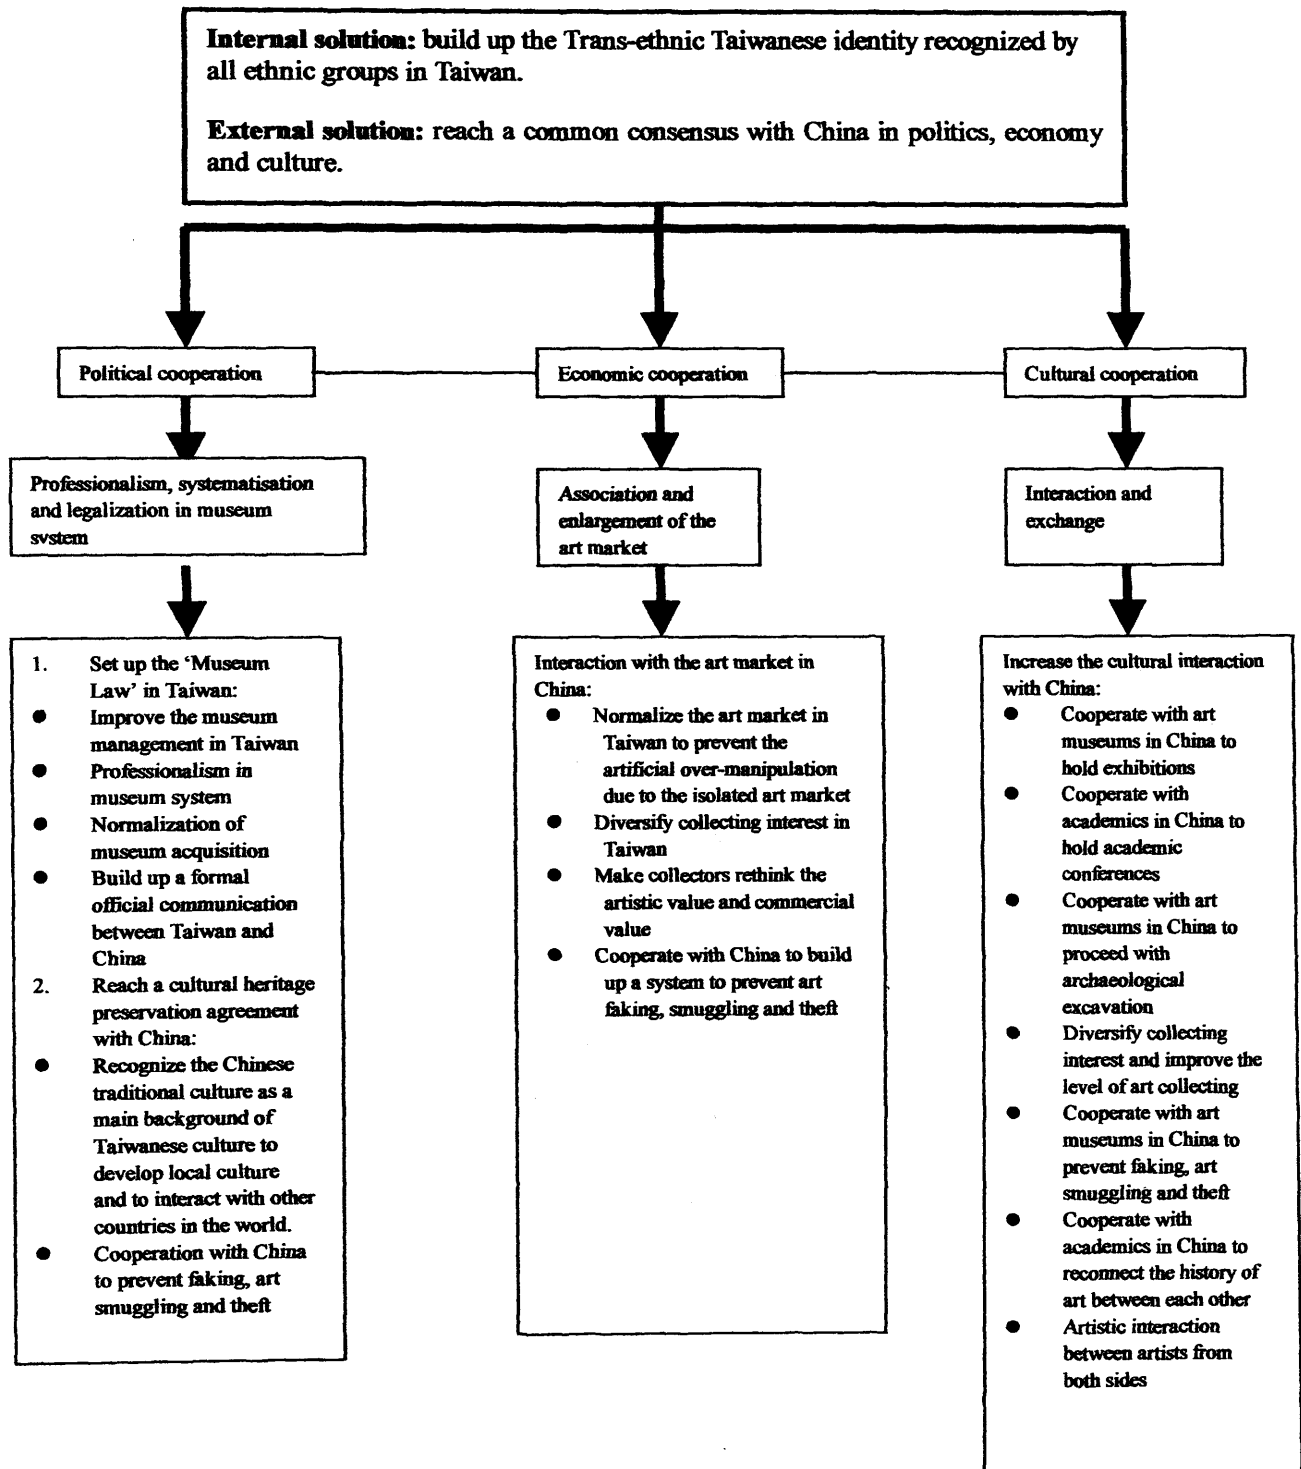 Internal solution: build up the Trans-ethnic Taiwanese identity recognized by
all ethnic groups in Taiwan.
External solution: reach a common consensus with China in politics, economy
and culture.
Political cooperation
Economic cooperation
Cultural cooperation
Professionalism, systematisation
and legalization in museum
system
Association and
enlargement of the
art market
Interaction and
exchange
1. Set up the ‘Museum
Law’ in Taiwan:
● Improve the museum
management in Taiwan
● Professionalism in
museum system
● Normalization of
museum acquisition
● Build up a formal
official communication
between Taiwan and
China
2. Reach a cultural heritage
preservation agreement
with China:
● Recognize the Chinese
traditional culture as a
main background of
Taiwanese culture to
develop local culture
and to interact with other
countries in the world.
● Cooperation with China
to prevent faking, art
smuggling and theft
Interaction with the art market in
China:
● Normalize the art market in
Taiwan to prevent the
artificial over-manipulation
due to the isolated art market
● Diversify collecting interest in
Taiwan
● Make collectors rethink the
artistic value and commercial
value
● Cooperate with China to build
up a system to prevent art
faking, smuggling and theft
Increase the cultural interaction
with China:
● Cooperate with art
museums in China to
hold exhibitions
● Cooperate with
academics in China to
hold academic
conferences
● Cooperate with art
museums in China to
proceed with
archaeological
excavation
● Diversify collecting
interest and improve the
level of art collecting
● Cooperate with art
museums in China to
prevent faking, art
smuggling and theft
● Cooperate with
academics in China to
reconnect the history of
art between each other
● Artistic interaction
between artists from
both sides